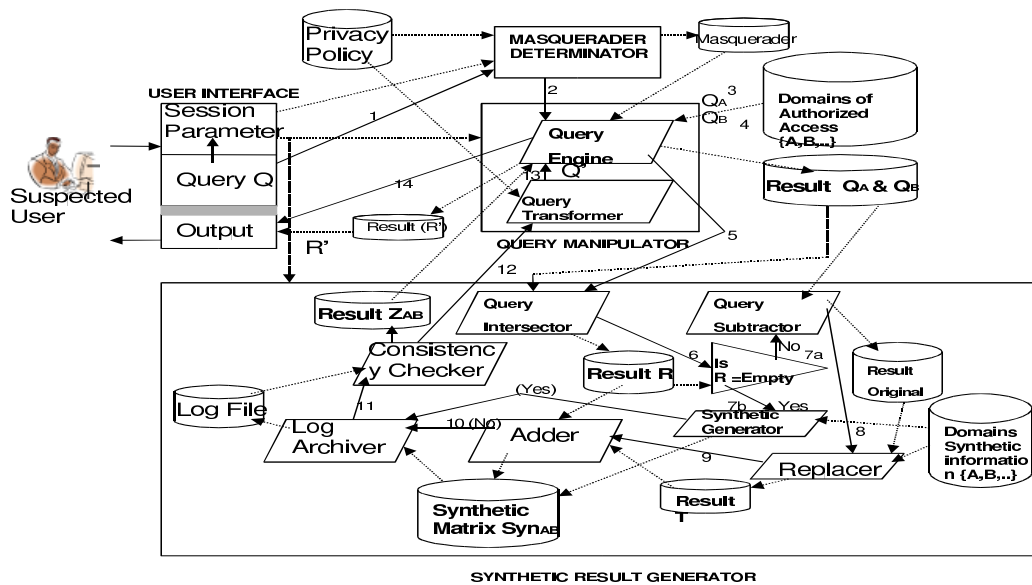 Privacy
Policy
MASQUERADER
DETERMINATOR
Masquerader
USER INTERFACE
Session
Parameter
1
2
QA
3
QB
4
Domains of
Authorized
Access
{A,B,..}
Query
Engine
Query Q
Suspected
User
14
13
Q'
Query
Transformer
Result QA & QB
Output
Result (R')
R'
QUERY MANIPULATOR
5
12
Result ZAB
Query
Intersector
Query
Subtractor
Consistenc
y Checker
6
No
7a
Is
R =Empty
Result R
Result
Original
Log File
(Yes)
7b
Yes
11
Log
Archiver
10 (No)
Adder
Synthetic
Generator
8
Domains
Synthetic
informatio
n {A,B,..}
9
Replacer
Synthetic
Matrix SynAB
Result
T
SYNTHETIC RESULT GENERATOR